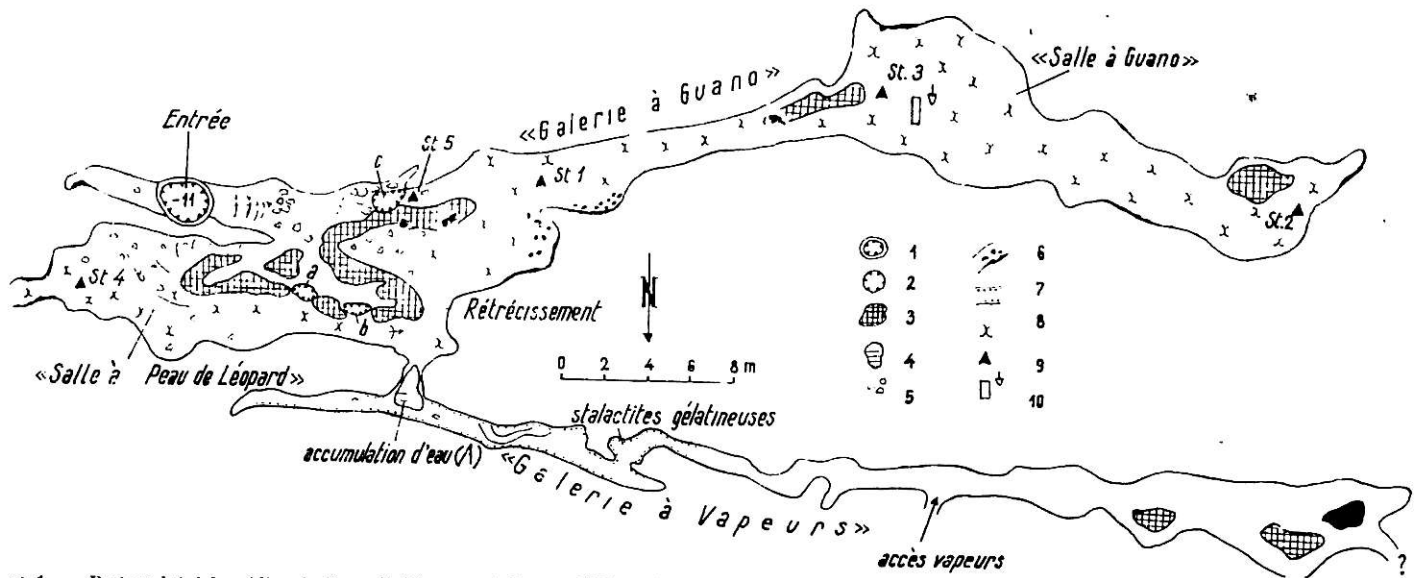 «Salle à Guano»
St. 3
«Galerie à Guano»
Entrée
-11
c
St 5
St 1
St. 2
St 4
a
b
Rétrécissement
N
«Salle à Peau de Léopard»
0 2 4 6 8 m
1
2
3
4
5
6
7
8
9
10
stalactites gélatineuses
accumulation d'eau (Λ)
«Galerie à Vapeurs»
accès vapeurs
?